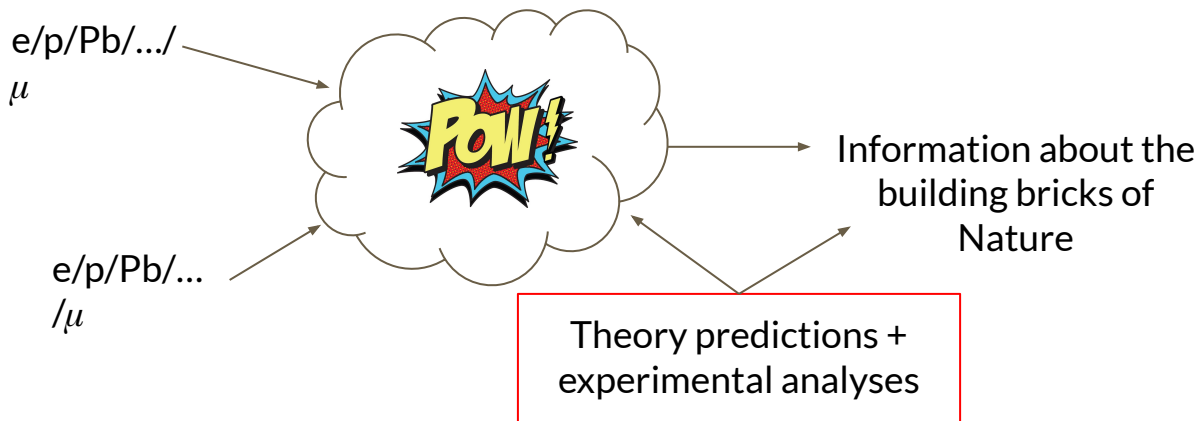 e/p/Pb/…/
μ
POW!
Information about the
building bricks of
Nature
e/p/Pb/…
/μ
Theory predictions +
experimental analyses